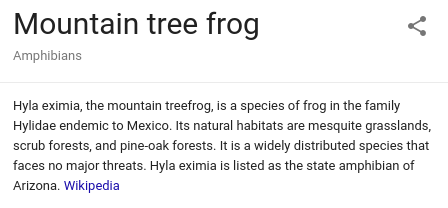 Mountain tree frog
Amphibians
Hyla eximia, the mountain treefrog, is a species of frog in the family
Hylidae endemic to Mexico. Its natural habitats are mesquite grasslands,
scrub forests, and pine-oak forests. It is a widely distributed species that
faces no major threats. Hyla eximia is listed as the state amphibian of
Arizona. Wikipedia